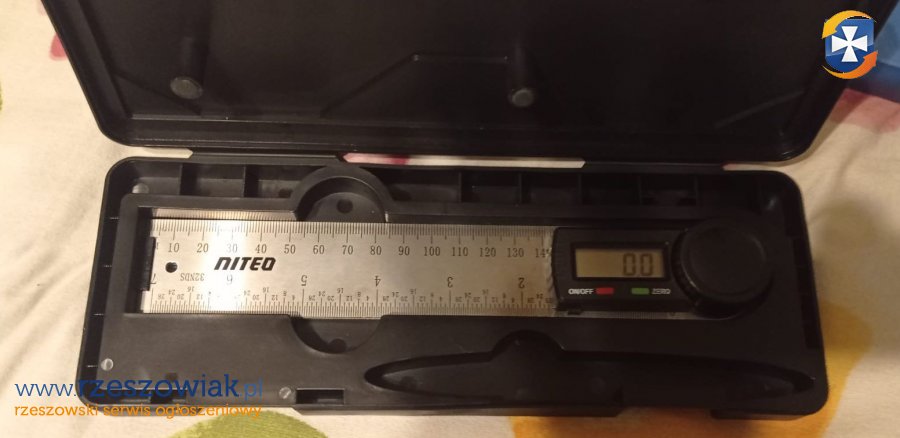 10 20 30 40 50 60 70 80 90 100 110 120 130 14
NITEO
32NDS
7 6 5 4 3 2
00
ON/OFF ZERO
www.rzeszowiak.pl
rzeszowski serwis ogłoszeniowy